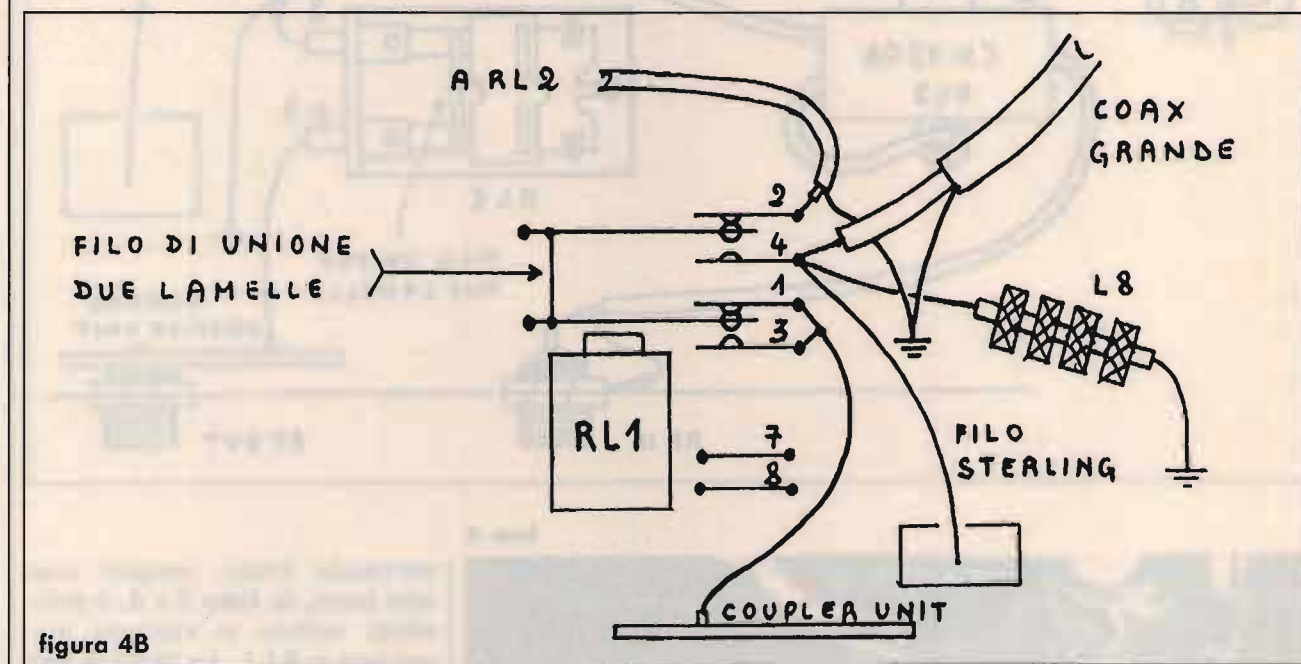 A RL2
COAX
GRANDE
2
FILO DI UNIONE
DUE LAMELLE
4
1
3
L8
RL1
7
8
FILO
STERLING
COUPLER UNIT
figura 4B